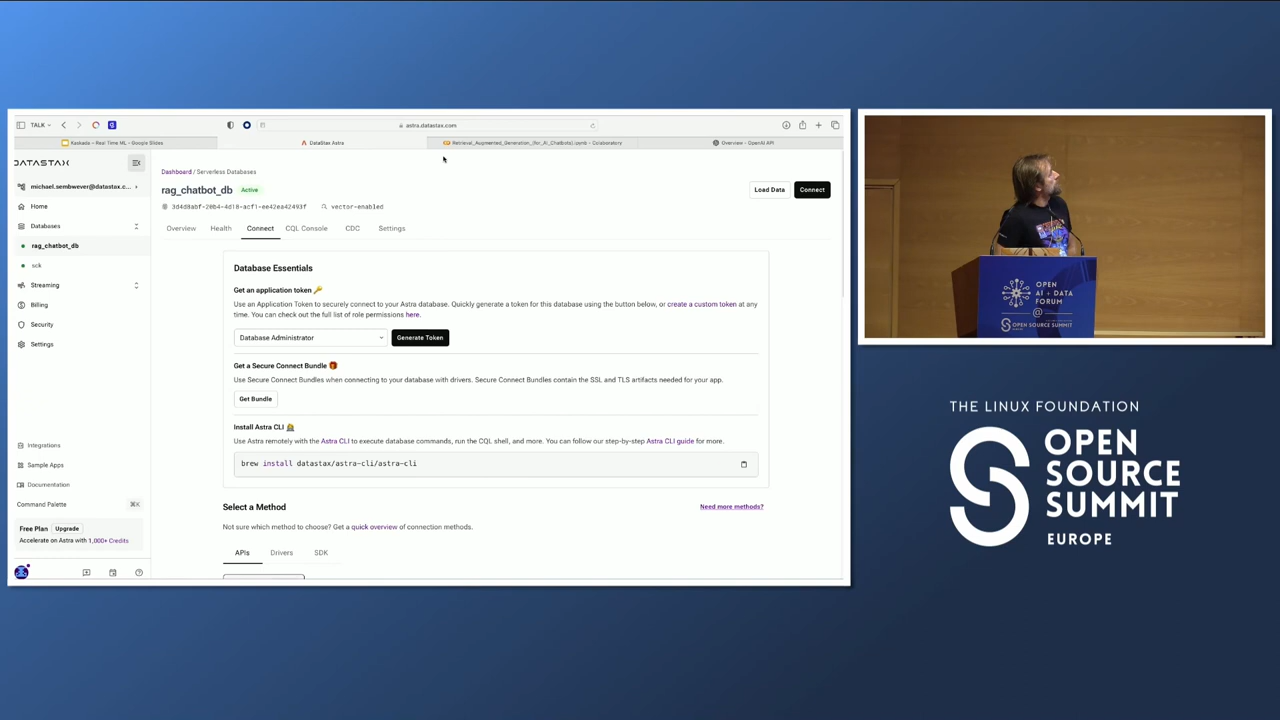 TALK
astra.datastax.com
Kaskada – Real Time ML - Google Slides
DataStax Astra
Retrieval_Augmented_Generation_(for_AI_Chatbots).ipynb - Colaboratory
Overview - OpenAI API
DATASTAX
michael.sembwever@datastax.c...
Home
Databases
rag_chatbot_db
sck
Streaming
Billing
Security
Settings
Integrations
Sample Apps
Documentation
Command Palette ⌘K
Free Plan Upgrade
Accelerate on Astra with 1,000+ Credits
Dashboard / Serverless Databases
rag_chatbot_db Active
vector-enabled
Load Data Connect
Overview Health Connect CQL Console CDC Settings
Database Essentials
Get an application token
Use an Application Token to securely connect to your Astra database. Quickly generate a token for this database using the button below, or create a custom token at any
time. You can check out the full list of role permissions here.
Database Administrator Generate Token
Get a Secure Connect Bundle
Use Secure Connect Bundles when connecting to your database with drivers. Secure Connect Bundles contain the SSL and TLS artifacts needed for your app.
Get Bundle
Install Astra CLI
Use Astra remotely with the Astra CLI to execute database commands, run the CQL shell, and more. You can follow our step-by-step Astra CLI guide for more.
brew install datastax/astra-cli/astra-cli
Select a Method Need more methods?
Not sure which method to choose? Get a quick overview of connection methods.
APIs Drivers SDK
OPEN
AI + DATA
FORUM
@
OPEN SOURCE SUMMIT
THE LINUX FOUNDATION
OPEN
SOURCE
SUMMIT
EUROPE